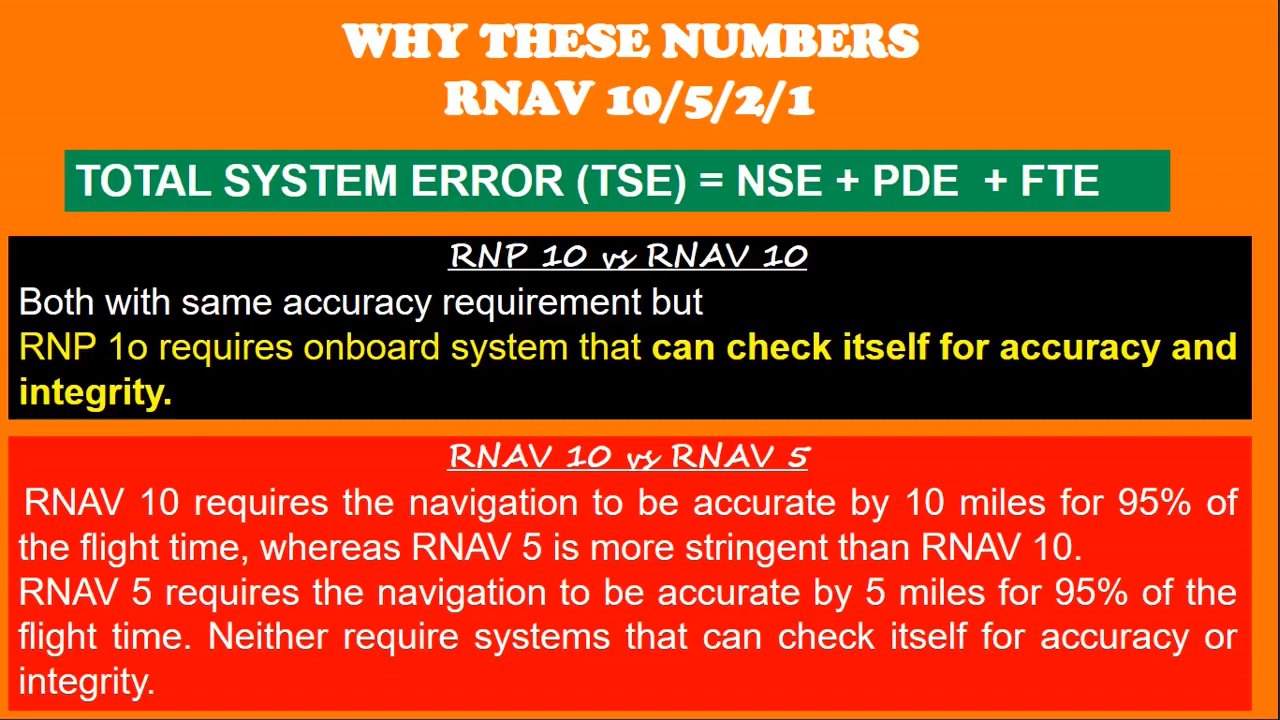 WHY THESE NUMBERS
RNAV 10/5/2/1
TOTAL SYSTEM ERROR (TSE) = NSE + PDE + FTE
RNP 10 vs RNAV 10
Both with same accuracy requirement but
RNP 1o requires onboard system that can check itself for accuracy and
integrity.
RNAV 10 vs RNAV 5
RNAV 10 requires the navigation to be accurate by 10 miles for 95% of
the flight time, whereas RNAV 5 is more stringent than RNAV 10.
RNAV 5 requires the navigation to be accurate by 5 miles for 95% of the
flight time. Neither require systems that can check itself for accuracy or
integrity.